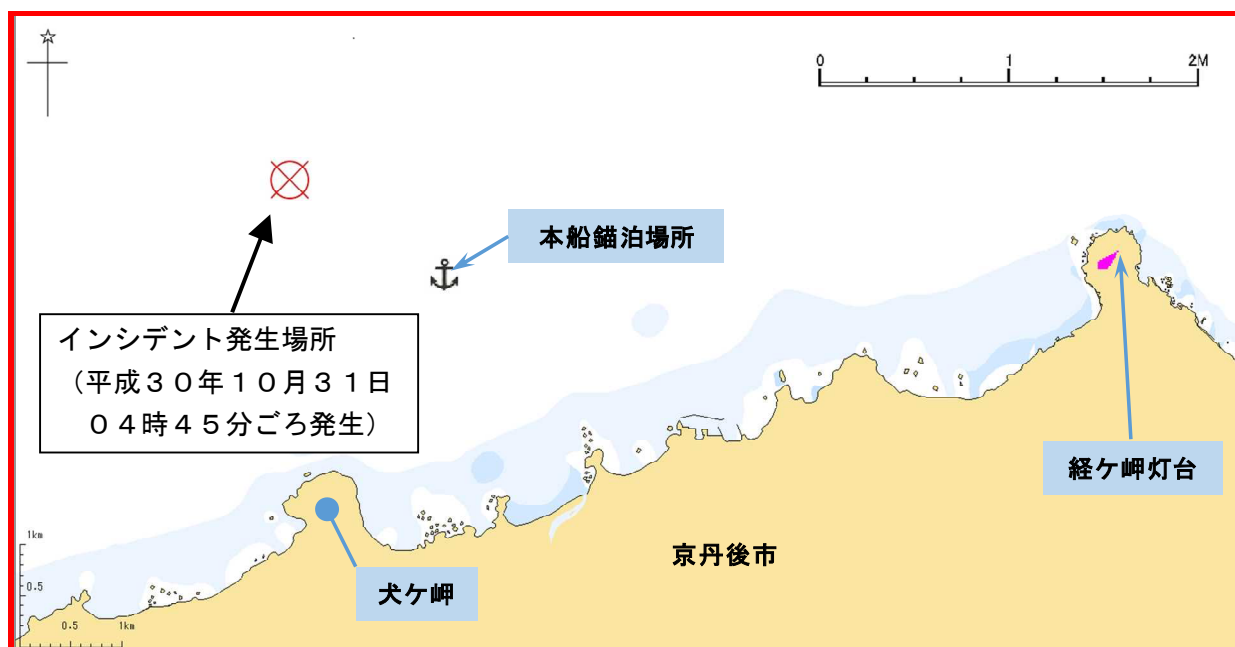 0 1 2M
本船錨泊場所
インシデント発生場所
(平成30年10月31日
04時45分ごろ発生)
経ケ岬灯台
京丹後市
犬ケ岬
1km
0.5
0.5 1km